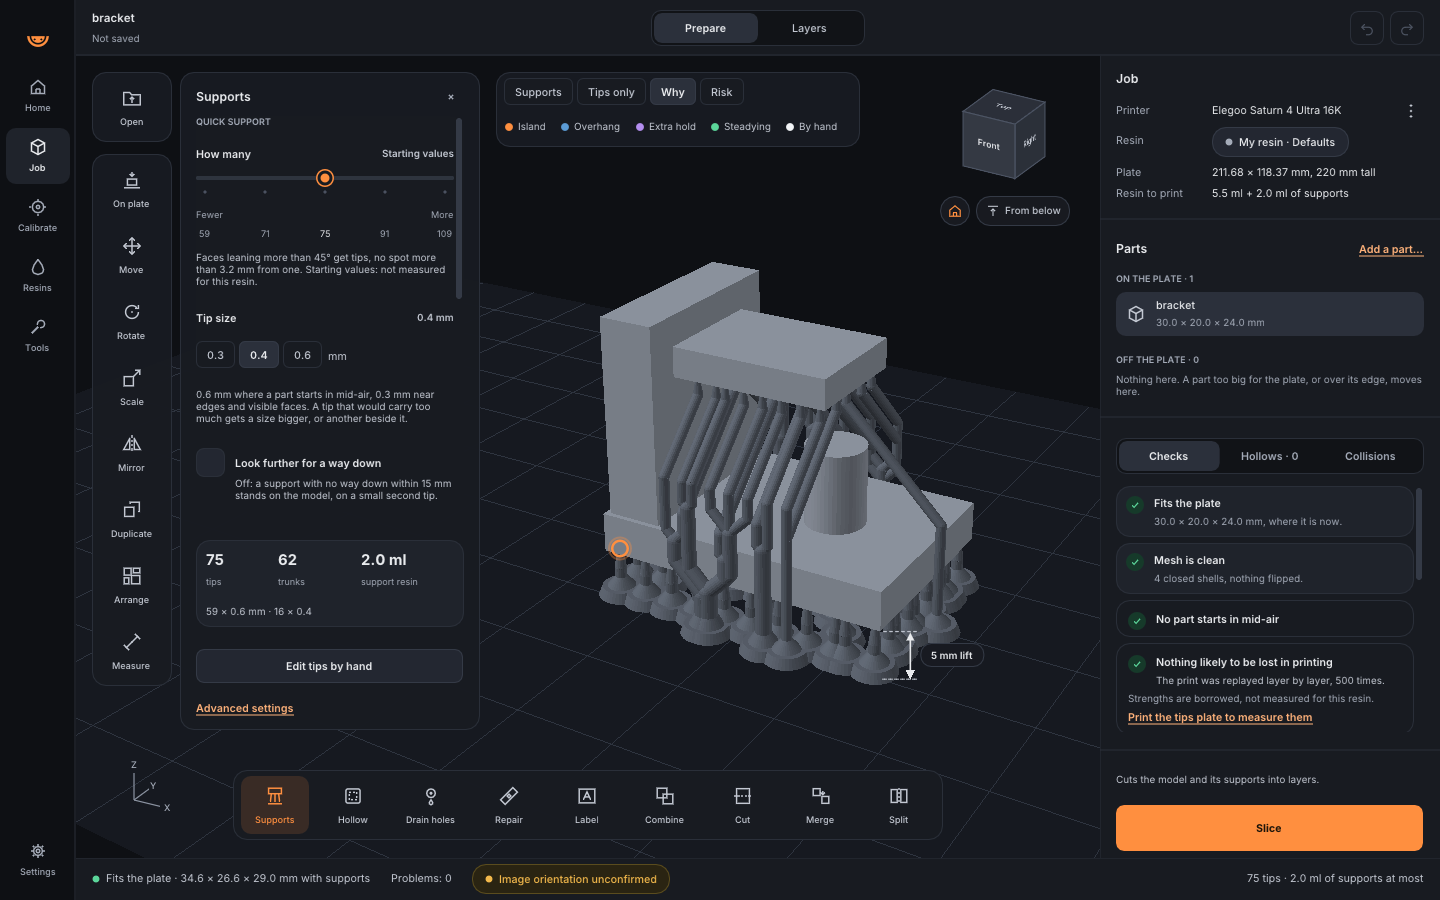 bracket
Not saved
Prepare
Layers
Home
Job
Calibrate
Resins
Tools
Settings
Open
On plate
Move
Rotate
Scale
Mirror
Duplicate
Arrange
Measure
Supports
×
QUICK SUPPORT
How many
Starting values
Fewer
More
59 71 75 91 109
Faces leaning more than 45° get tips, no spot more
than 3.2 mm from one. Starting values: not measured
for this resin.
Tip size
0.4 mm
0.3 0.4 0.6 mm
0.6 mm where a part starts in mid-air, 0.3 mm near
edges and visible faces. A tip that would carry too
much gets a size bigger, or another beside it.
Look further for a way down
Off: a support with no way down within 15 mm
stands on the model, on a small second tip.
75 62 2.0 ml
tips trunks support resin
59 × 0.6 mm · 16 × 0.4
Edit tips by hand
Advanced settings
Supports Tips only Why Risk
Island Overhang Extra hold Steadying By hand
Top
Front
Right
From below
5 mm lift
Z
Y
X
Supports
Hollow
Drain holes
Repair
Label
Combine
Cut
Merge
Split
Job
Printer Elegoo Saturn 4 Ultra 16K
Resin My resin · Defaults
Plate 211.68 × 118.37 mm, 220 mm tall
Resin to print 5.5 ml + 2.0 ml of supports
Parts
Add a part...
ON THE PLATE · 1
bracket
30.0 × 20.0 × 24.0 mm
OFF THE PLATE · 0
Nothing here. A part too big for the plate, or over its edge, moves
here.
Checks
Hollows · 0
Collisions
Fits the plate
30.0 × 20.0 × 24.0 mm, where it is now.
Mesh is clean
4 closed shells, nothing flipped.
No part starts in mid-air
Nothing likely to be lost in printing
The print was replayed layer by layer, 500 times.
Strengths are borrowed, not measured for this resin.
Print the tips plate to measure them
Cuts the model and its supports into layers.
Slice
Fits the plate · 34.6 × 26.6 × 29.0 mm with supports
Problems: 0
Image orientation unconfirmed
75 tips · 2.0 ml of supports at most